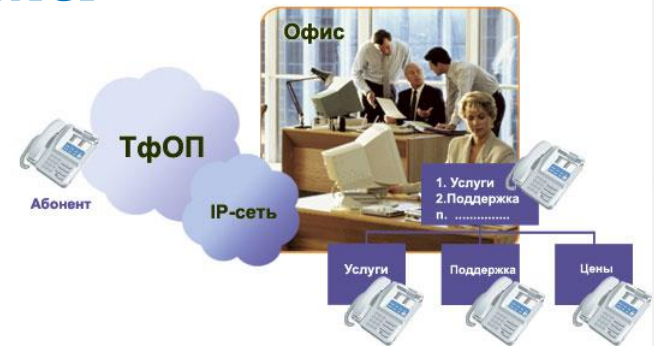 Офис
ТфОП
Абонент
IP-сеть
1. Услуги
2.Поддержка
n. ...............
Услуги
Поддержка
Цены